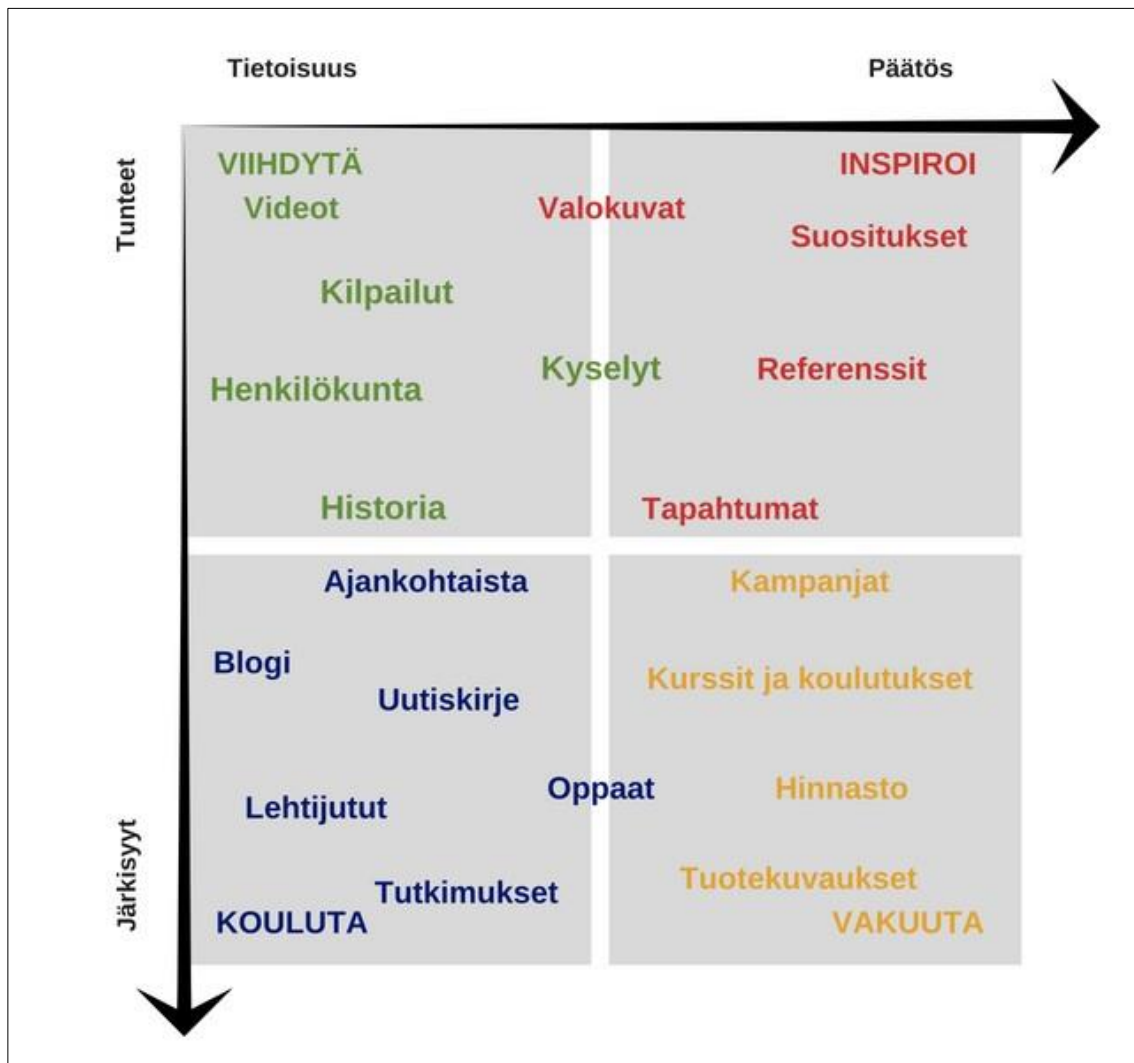 Tietoisuus
Päätös
Tunteet
VIIHDYTÄ
INSPIROI
Videot
Valokuvat
Suositukset
Kilpailut
Kyselyt
Referenssit
Henkilökunta
Historia
Tapahtumat
Ajankohtaista
Kampanjat
Blogi
Kurssit ja koulutukset
Uutiskirje
Oppaat
Hinnasto
Lehtijutut
Järkisyyt
Tuotekuvaukset
Tutkimukset
KOULUTA
VAKUUTA